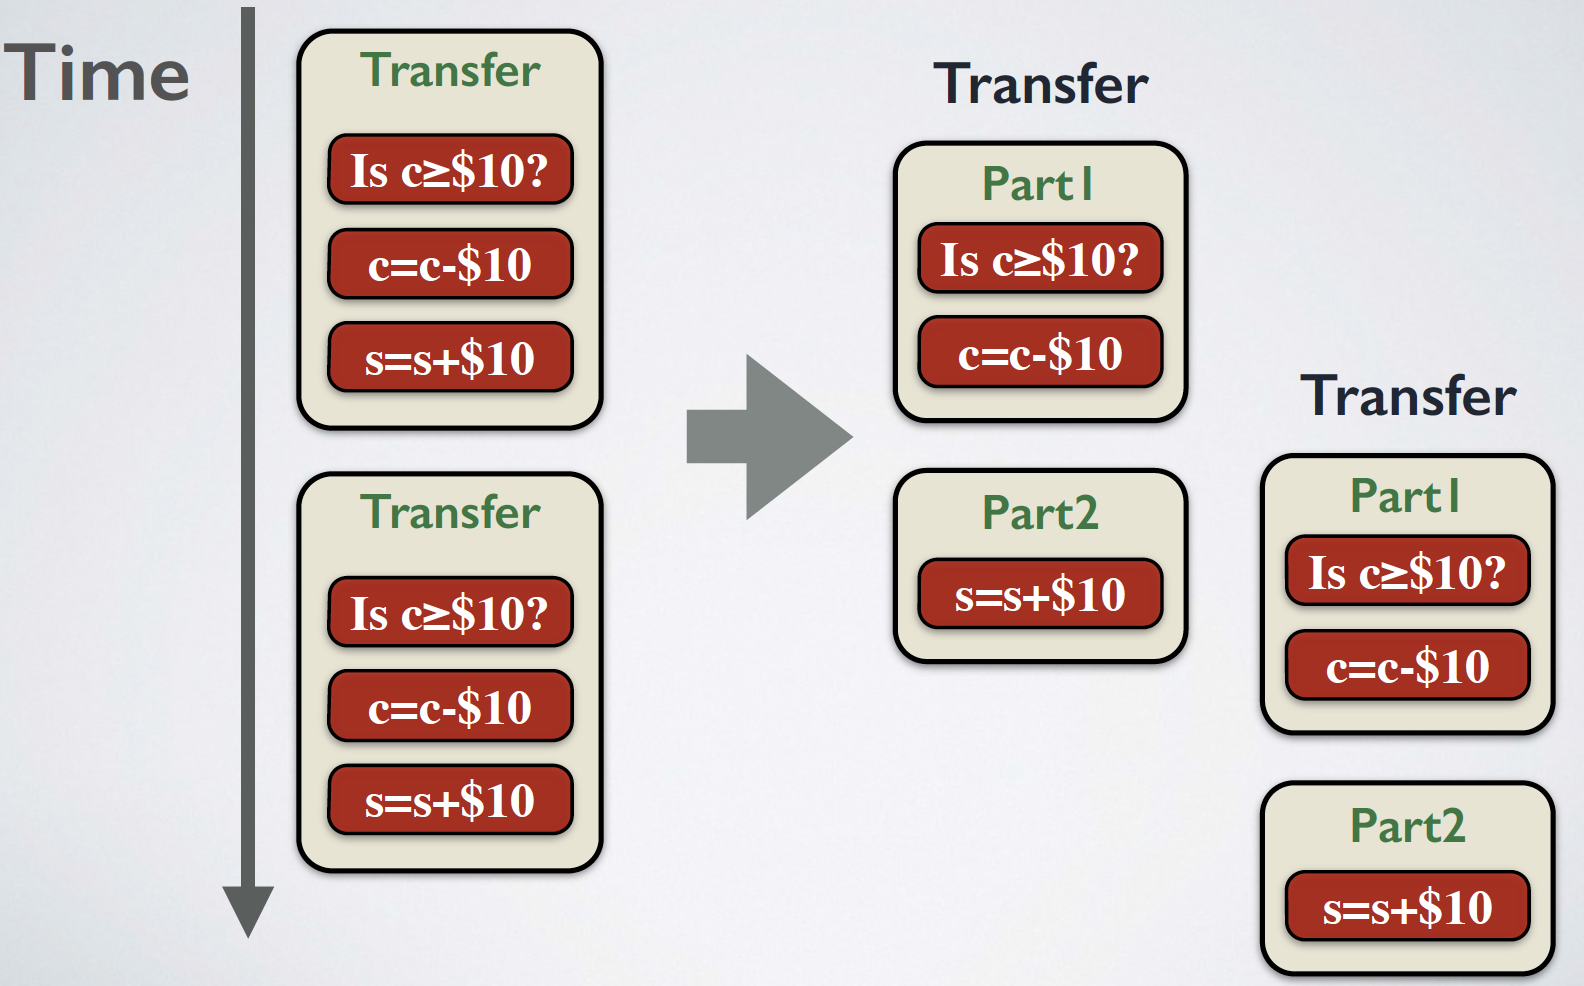 Time
Transfer
Is c≥$10?
c=c-$10
s=s+$10
Transfer
Is c≥$10?
c=c-$10
s=s+$10
Transfer
Part1
Is c≥$10?
c=c-$10
Part2
s=s+$10
Transfer
Part1
Is c≥$10?
c=c-$10
Part2
s=s+$10